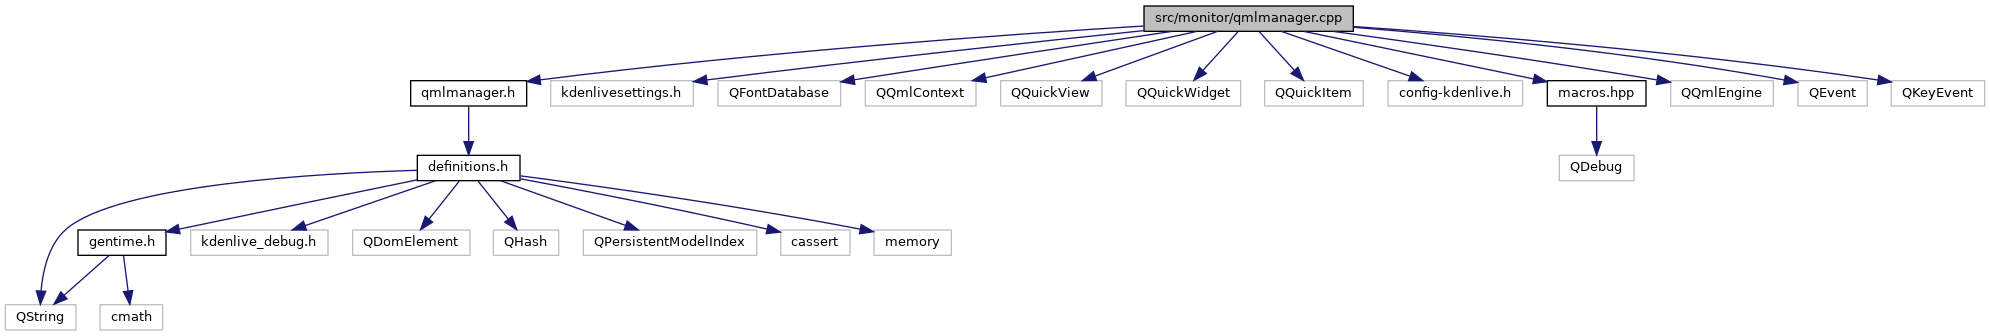 src/monitor/qmlmanager.cpp
qmlmanager.h
kdenlivesettings.h
QFontDatabase
QQmlContext
QQuickView
QQuickWidget
QQuickItem
config-kdenlive.h
macros.hpp
QQmlEngine
QEvent
QKeyEvent
definitions.h
QDebug
gentime.h
kdenlive_debug.h
QDomElement
QHash
QPersistentModelIndex
cassert
memory
QString
cmath